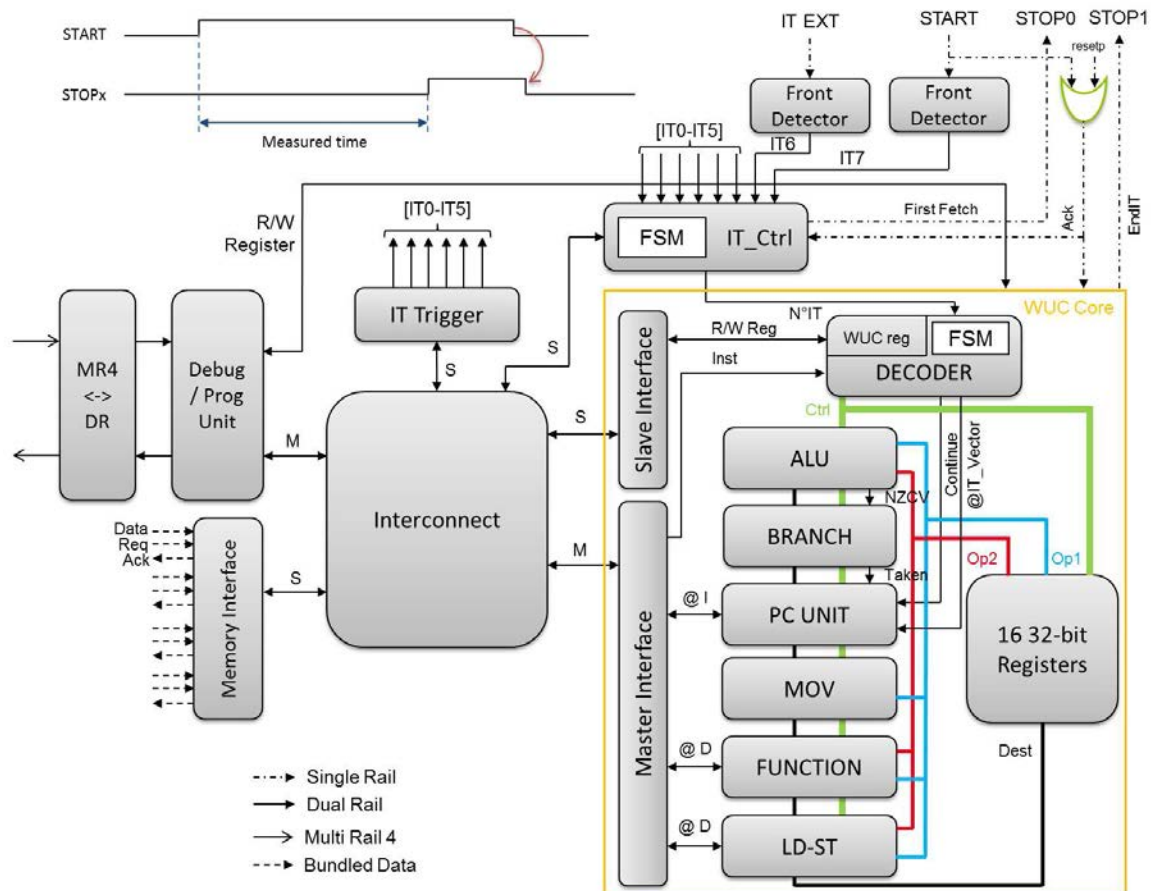 START
STOPx
Measured time
IT EXT
START
STOP0
STOP1
resetp
Front
Detector
Front
Detector
[IT0-IT5]
IT6
IT7
R/W
Register
[IT0-IT5]
FSM
IT_Ctrl
First Fetch
Ack
EndIT
IT Trigger
N°IT
WUC Core
MR4
<->
DR
Debug
/ Prog
Unit
S
S
S
M
Interconnect
M
S
Slave Interface
R/W Reg
Inst
WUC reg
FSM
DECODER
Ctrl
Continue
@IT_Vector
ALU
NZCV
BRANCH
Taken
Op2
Op1
@ I
PC UNIT
16 32-bit
Registers
MOV
Master Interface
@ D
FUNCTION
Dest
@ D
LD-ST
Data
Req
Ack
Memory Interface
Single Rail
Dual Rail
Multi Rail 4
Bundled Data